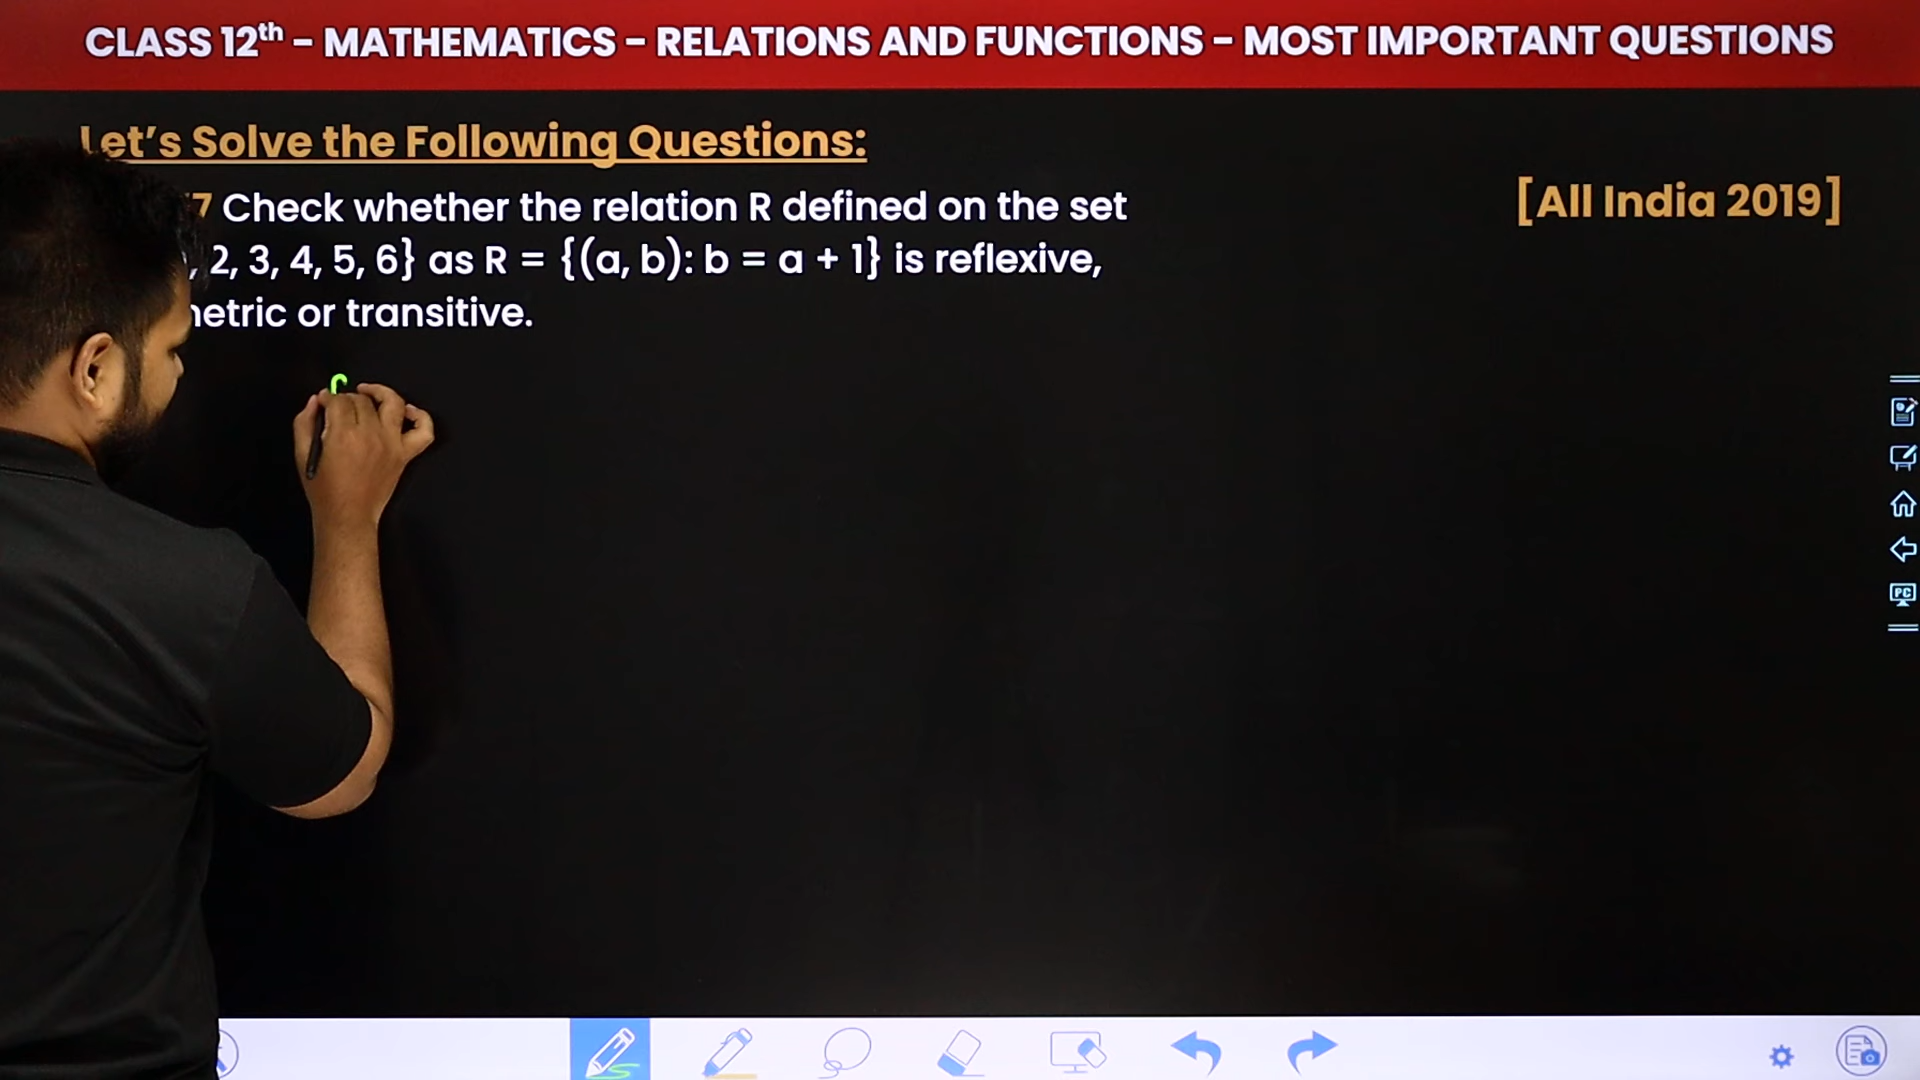 CLASS 12th - MATHEMATICS - RELATIONS AND FUNCTIONS - MOST IMPORTANT QUESTIONS
Let's Solve the Following Questions:
7 Check whether the relation R defined on the set
[All India 2019]
, 2, 3, 4, 5, 6} as R = {(a, b): b = a + 1} is reflexive,
or transitive.
PC